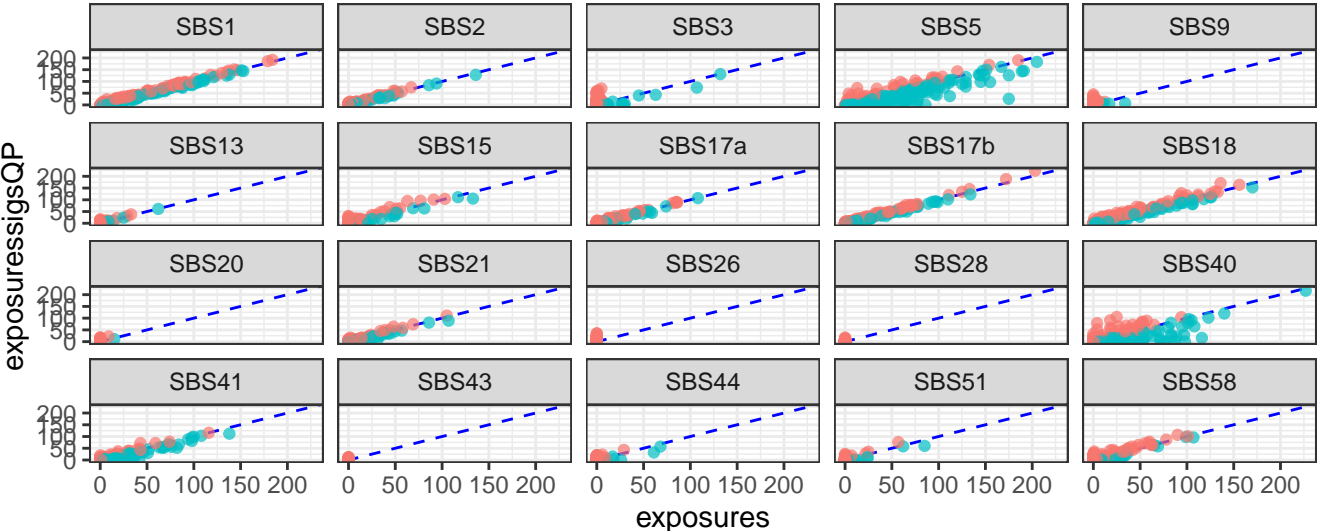 SBS1 SBS2 SBS3 SBS5 SBS9
200
150
100
50
0
SBS13 SBS15 SBS17a SBS17b SBS18
200
150
100
50
0
exposuressigsQP
SBS20 SBS21 SBS26 SBS28 SBS40
200
150
100
50
0
SBS41 SBS43 SBS44 SBS51 SBS58
200
150
100
50
0
0 50 100 150 200 0 50 100 150 200 0 50 100 150 200 0 50 100 150 200 0 50 100 150 200
exposures